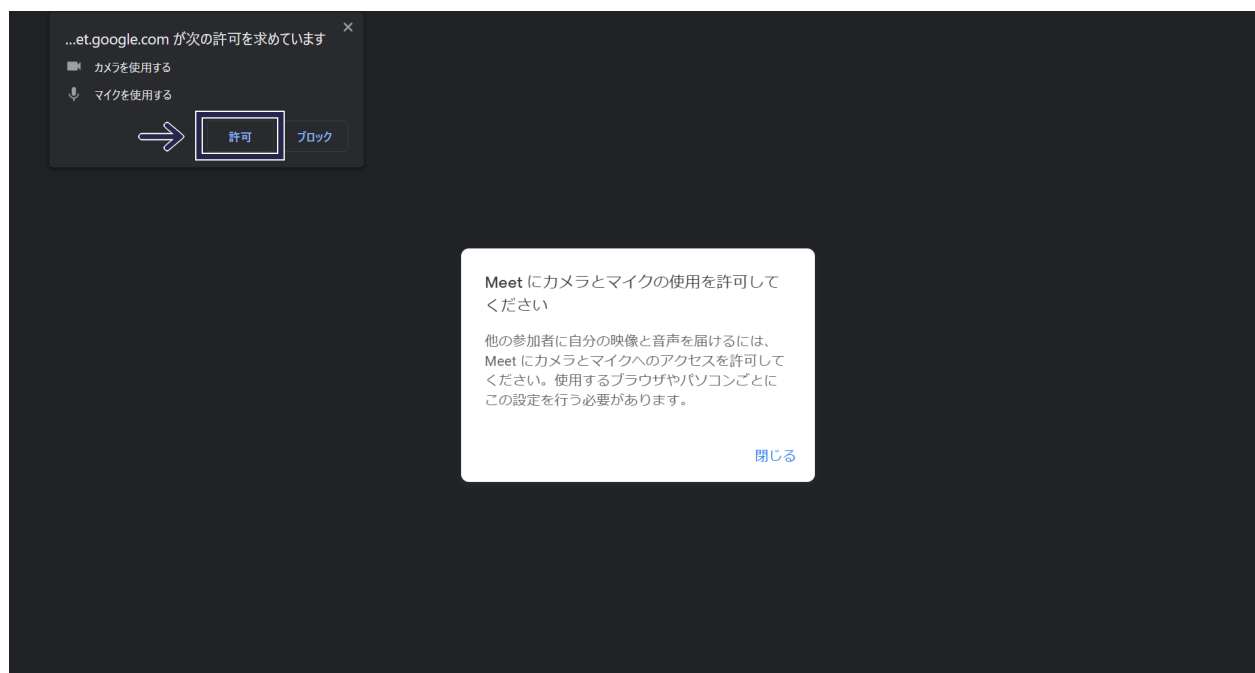 ...et.google.com が次の許可を求めています
カメラを使用する
マイクを使用する
許可
ブロック
Meet にカメラとマイクの使用を許可して
ください
他の参加者に自分の映像と音声を届けるには、
Meet にカメラとマイクへのアクセスを許可して
ください。使用するブラウザやパソコンごとに
この設定を行う必要があります。
閉じる